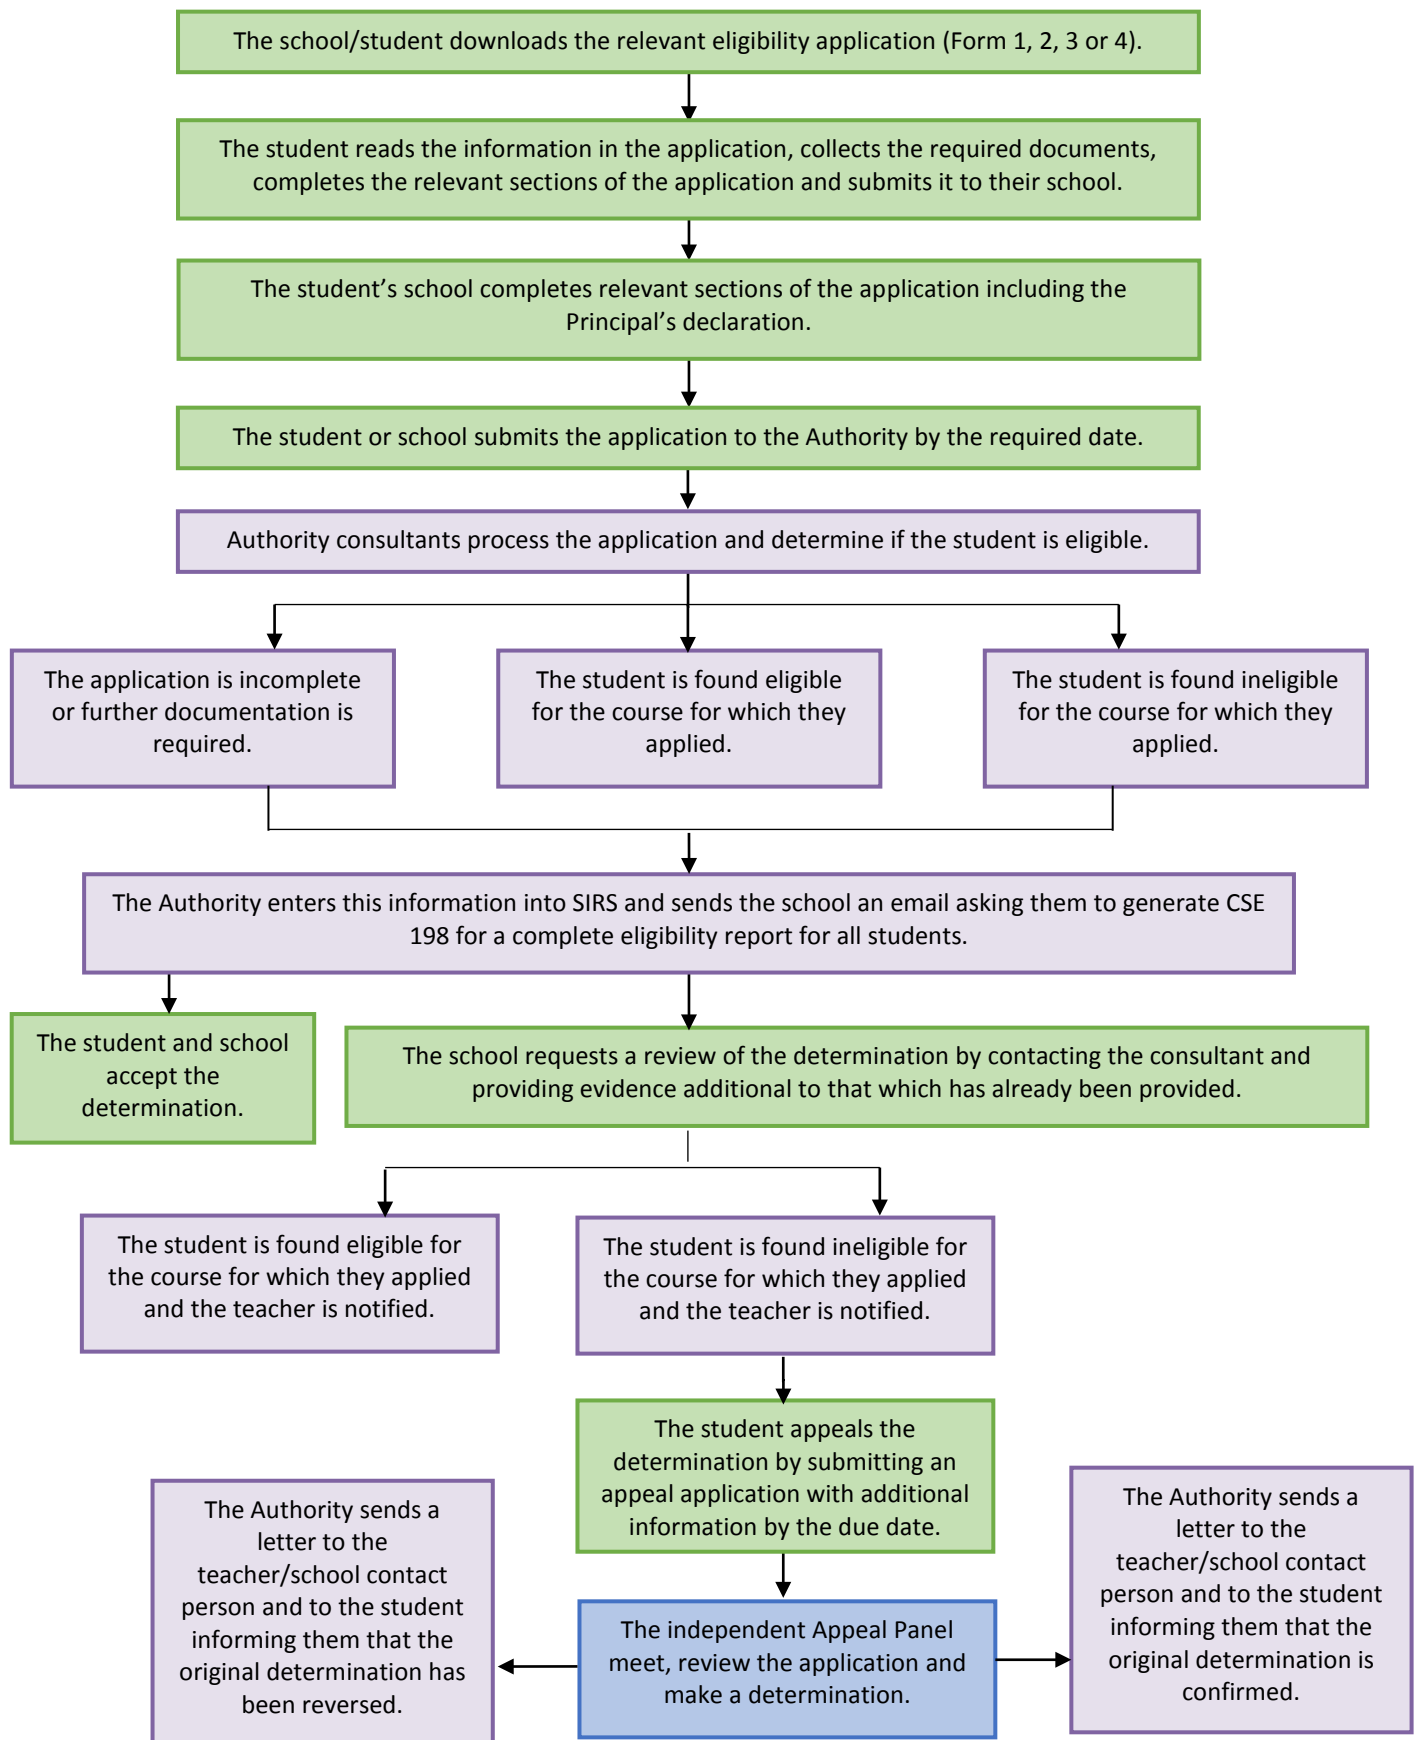 The school/student downloads the relevant eligibility application (Form 1, 2, 3 or 4).
The student reads the information in the application, collects the required documents,
completes the relevant sections of the application and submits it to their school.
The student’s school completes relevant sections of the application including the
Principal’s declaration.
The student or school submits the application to the Authority by the required date.
Authority consultants process the application and determine if the student is eligible.
The application is incomplete
or further documentation is
required.
The student is found eligible
for the course for which they
applied.
The student is found ineligible
for the course for which they
applied.
The Authority enters this information into SIRS and sends the school an email asking them to generate CSE
198 for a complete eligibility report for all students.
The student and school
accept the
determination.
The school requests a review of the determination by contacting the consultant and
providing evidence additional to that which has already been provided.
The student is found eligible for
the course for which they applied
and the teacher is notified.
The student is found ineligible for
the course for which they applied
and the teacher is notified.
The student appeals the
determination by submitting an
appeal application with additional
information by the due date.
The Authority sends a
letter to the
teacher/school contact
person and to the student
informing them that the
original determination has
been reversed.
The independent Appeal Panel
meet, review the application and
make a determination.
The Authority sends a
letter to the
teacher/school contact
person and to the student
informing them that the
original determination is
confirmed.